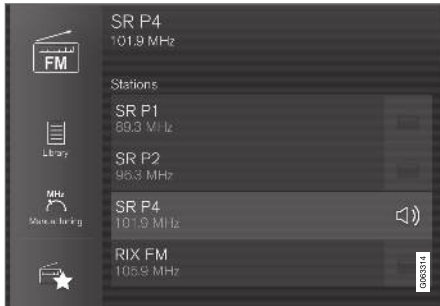 SR P4
101.9 MHz
FM
Stations
SR P1
89.3 MHz
SR P2
96.3 MHz
Library
MHz
Manual tuning
SR P4
101.9 MHz
RIX FM
105.9 MHz
G063314